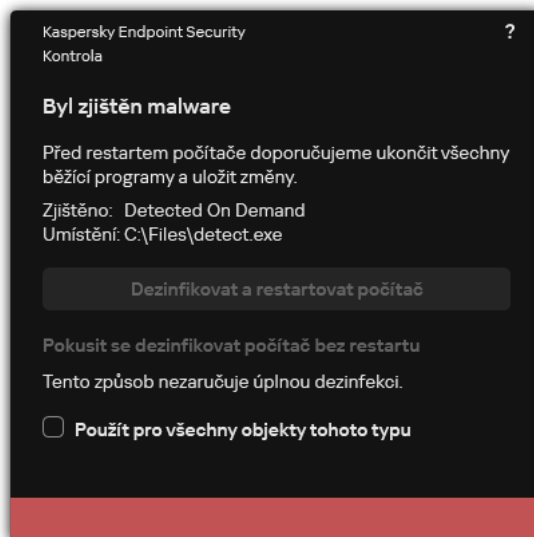 Kaspersky Endpoint Security
?
Kontrola
Byl zjištěn malware
Před restartem počítače doporučujeme ukončit všechny
běžící programy a uložit změny.
Zjištěno: Detected On Demand
Umístění: C:\Files\detect.exe
Dezinfikovat a restartovat počítač
Pokusit se dezinfikovat počítač bez restartu
Tento způsob nezaručuje úplnou dezinfekci.
Použít pro všechny objekty tohoto typu